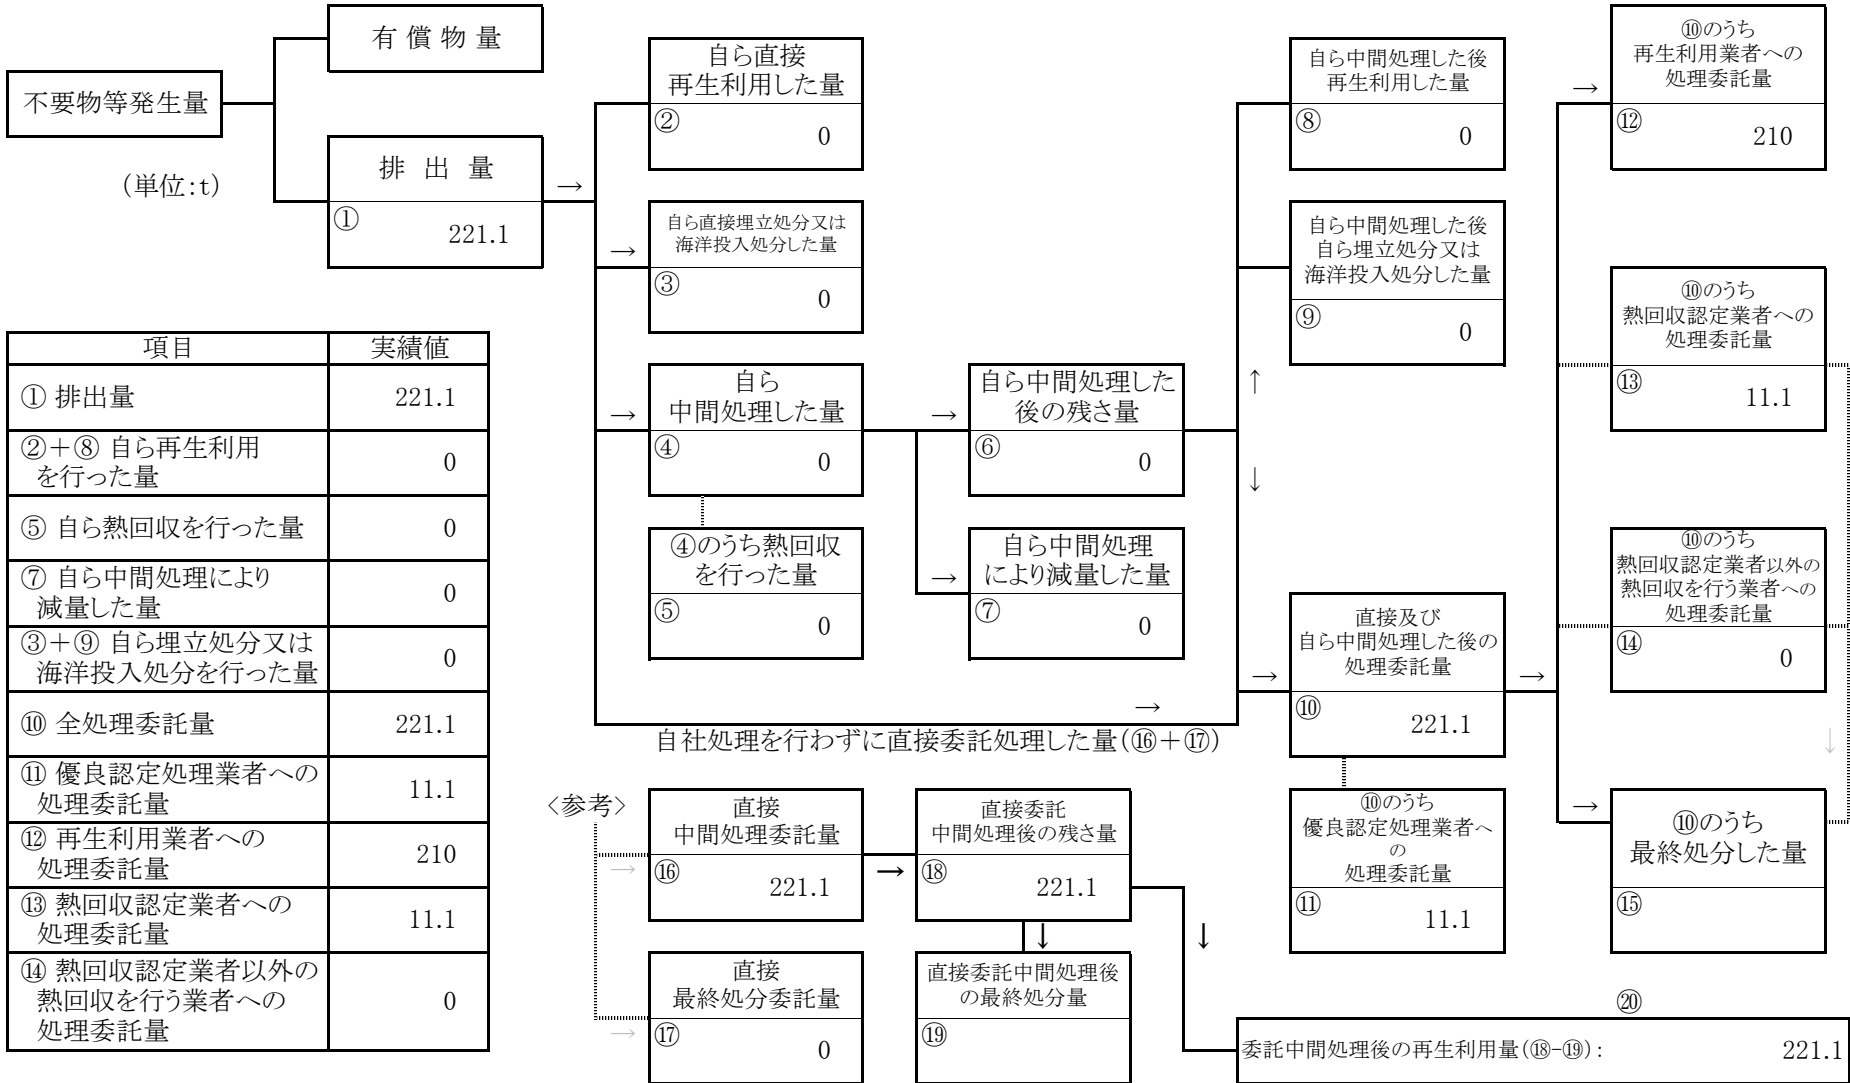 不要物等発生量
(単位:t)
有 償 物 量
排 出 量
①
221.1
→
自ら直接
再生利用した量
②
0
→
自ら直接埋立処分又は
海洋投入処分した量
③
0
→
自ら
中間処理した量
④
0
④のうち熱回収
を行った量
⑤
0
→
自ら中間処理した
後の残さ量
⑥
0
→
自ら中間処理
により減量した量
⑦
0
↑
↓
自ら中間処理した後
再生利用した量
⑧
0
自ら中間処理した後
自ら埋立処分又は
海洋投入処分した量
⑨
0
→
自社処理を行わずに直接委託処理した量(⑯+⑰)
→
直接及び
自ら中間処理した後の
処理委託量
⑩
221.1
→
⑩のうち
優良認定処理業者へ
の
処理委託量
⑪
11.1
→
⑩のうち
再生利用業者への
処理委託量
⑫
210
⑩のうち
熱回収認定業者への
処理委託量
⑬
11.1
⑩のうち
熱回収認定業者以外の
熱回収を行う業者への
処理委託量
⑭
0
↓
→
⑩のうち
最終処分した量
⑮
項目 実績値
① 排出量 221.1
②+⑧ 自ら再生利用
を行った量 0
⑤ 自ら熱回収を行った量 0
⑦ 自ら中間処理により
減量した量 0
③+⑨ 自ら埋立処分又は
海洋投入処分を行った量 0
⑩ 全処理委託量 221.1
⑪ 優良認定処理業者への
処理委託量 11.1
⑫ 再生利用業者への
処理委託量 210
⑬ 熱回収認定業者への
処理委託量 11.1
⑭ 熱回収認定業者以外の
熱回収を行う業者への
処理委託量 0
<参考>
→
直接
中間処理委託量
⑯
221.1
→
直接委託
中間処理後の残さ量
⑱
221.1
↓
↓
→
直接
最終処分委託量
⑰
0
直接委託中間処理後
の最終処分量
⑲
⑳
委託中間処理後の再生利用量(⑱-⑲): 221.1